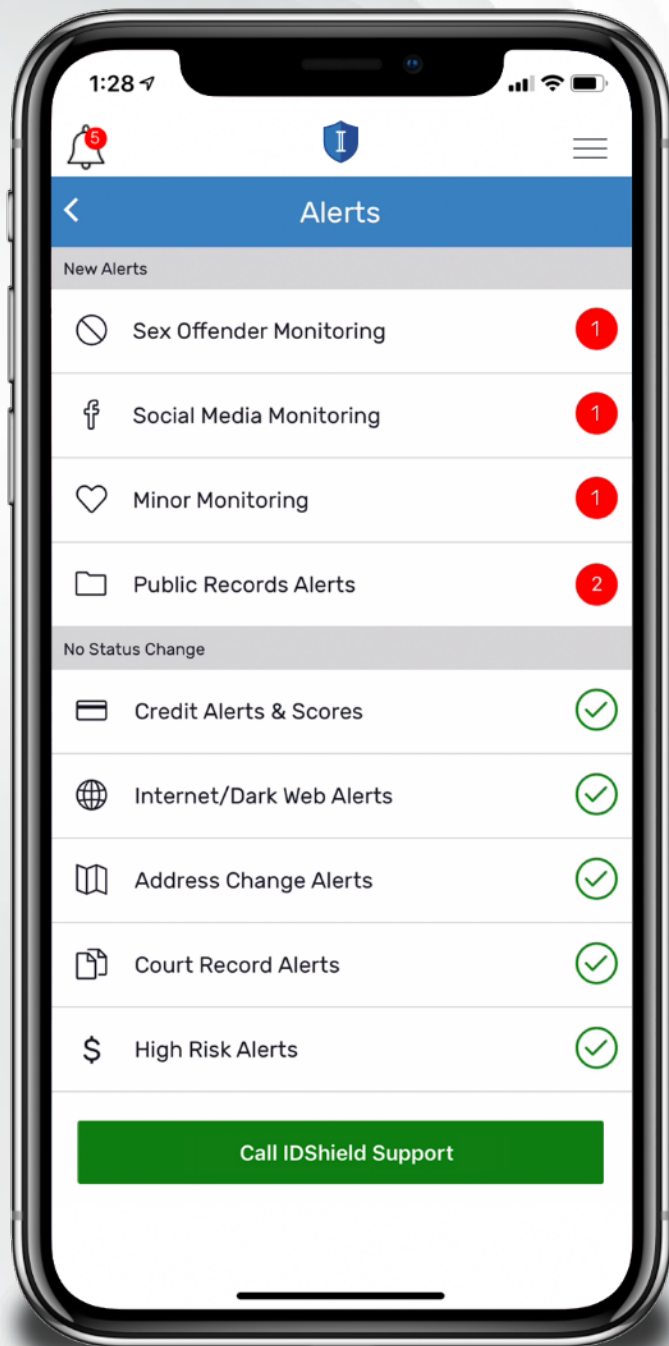 1:28
5
I
Alerts
New Alerts
Sex Offender Monitoring 1
Social Media Monitoring 1
Minor Monitoring 1
Public Records Alerts 2
No Status Change
Credit Alerts & Scores
Internet/Dark Web Alerts
Address Change Alerts
Court Record Alerts
$ High Risk Alerts
Call IDShield Support